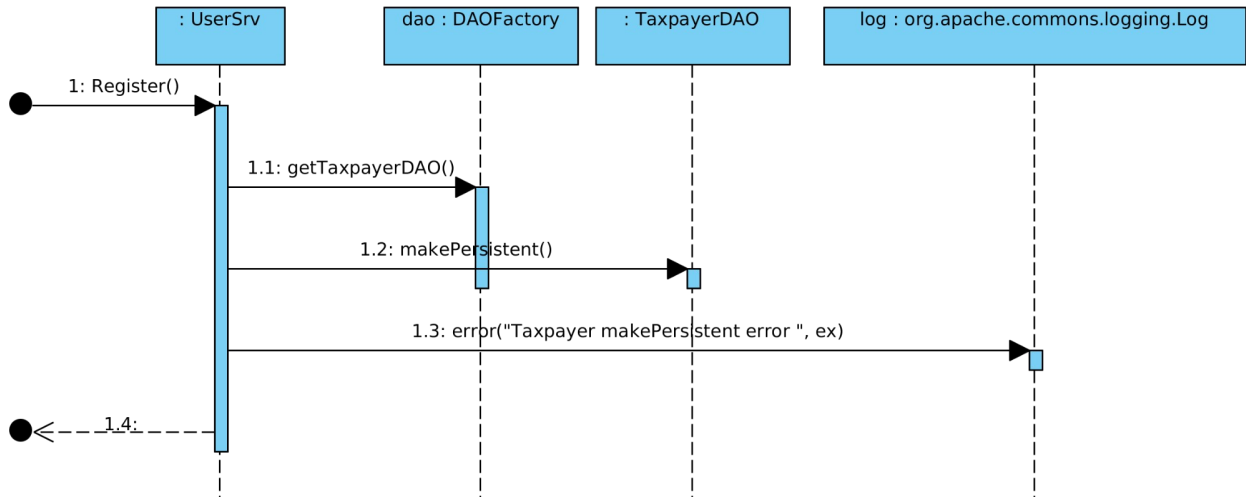 : UserSrv
dao : DAOFactory
: TaxpayerDAO
log : org.apache.commons.logging.Log
1: Register()
1.1: getTaxpayerDAO()
1.2: makePersistent()
1.3: error("Taxpayer makePersistent error ", ex)
1.4: